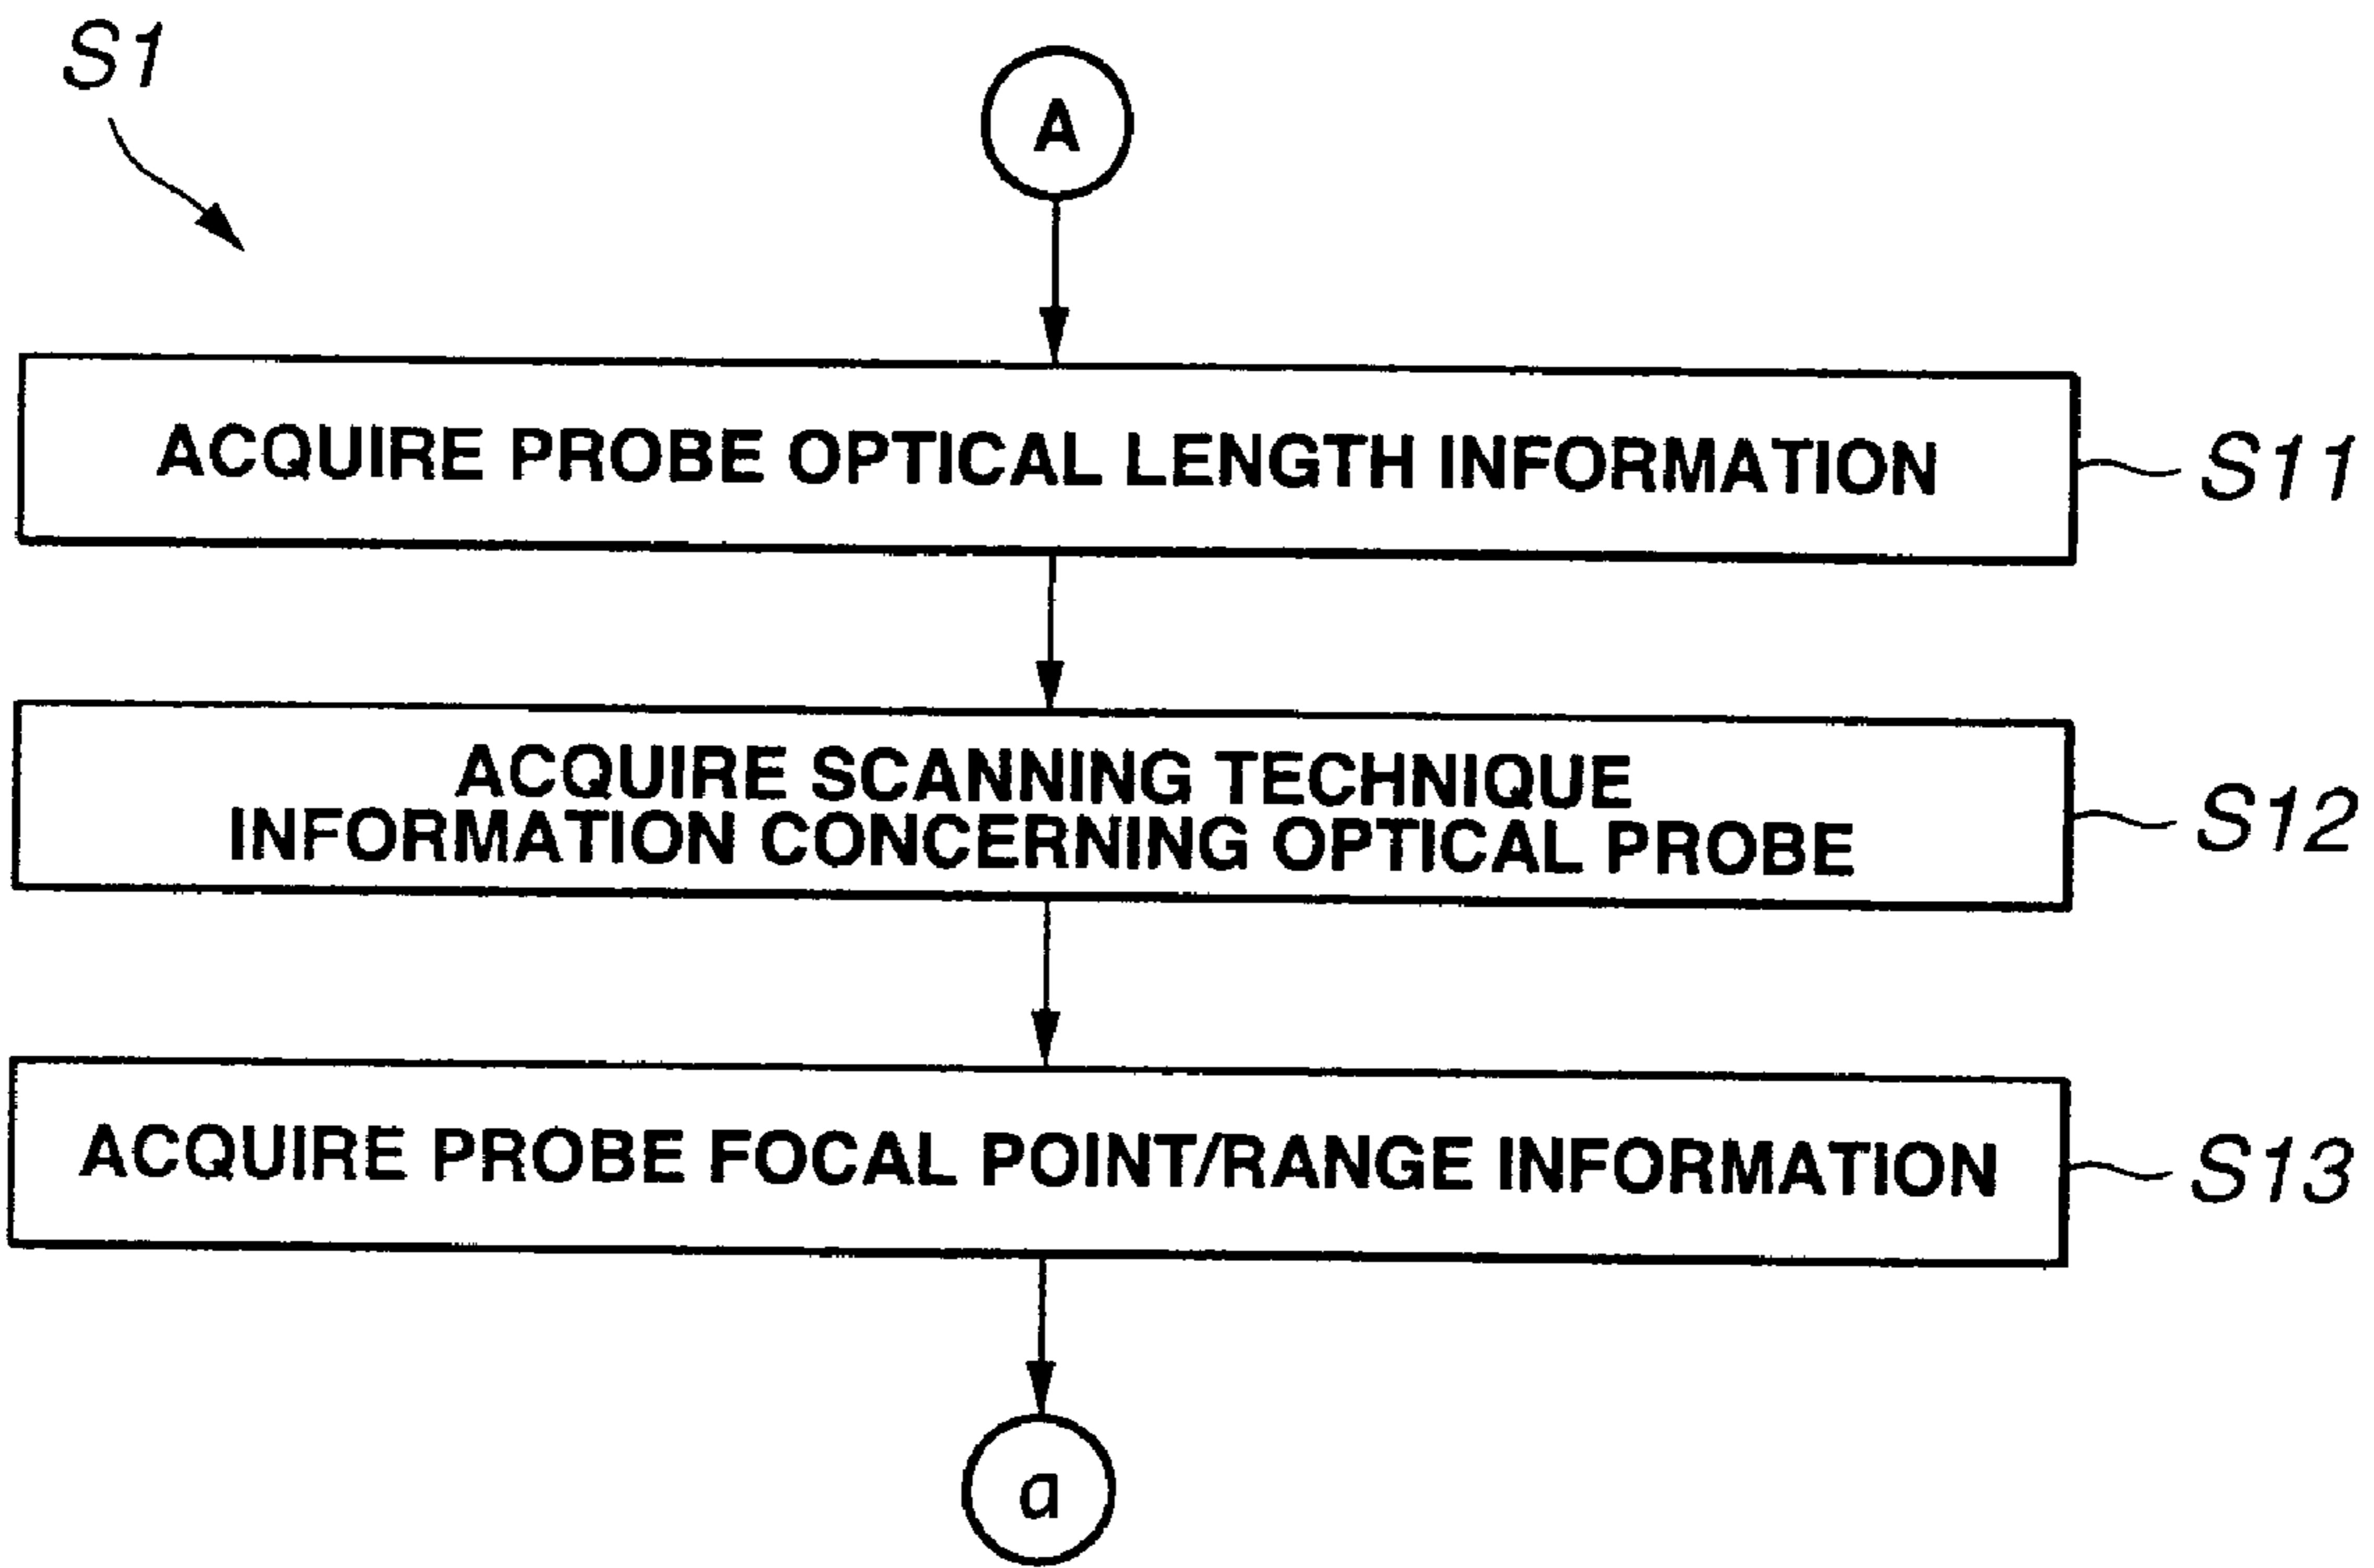 S1
A
ACQUIRE PROBE OPTICAL LENGTH INFORMATION
S11
ACQUIRE SCANNING TECHNIQUE
INFORMATION CONCERNING OPTICAL PROBE
S12
ACQUIRE PROBE FOCAL POINT/RANGE INFORMATION
S13
a